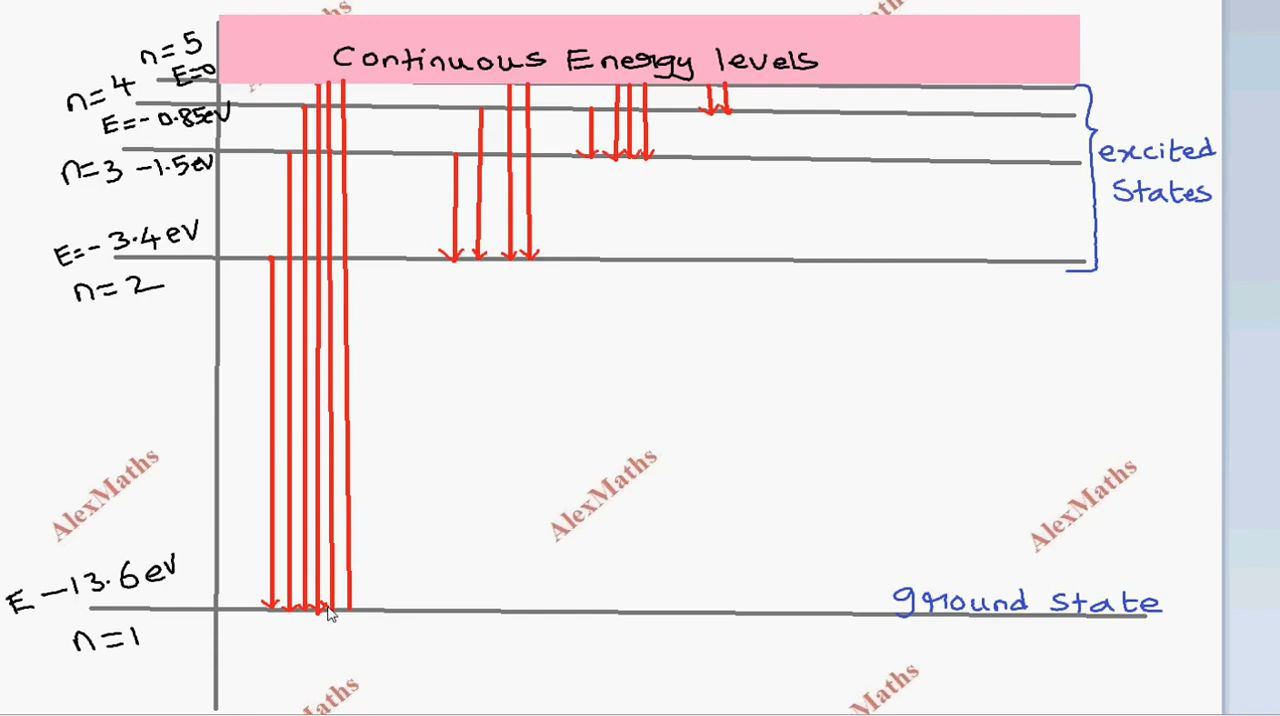 Continuous Energy levels
n=5
E=0
n=4
E=-0.85eV
n=3 -1.5ev
E=-3.4eV
n=2
excited
States
AlexMaths
AlexMaths
AlexMaths
E -13.6ev
n=1
ground state